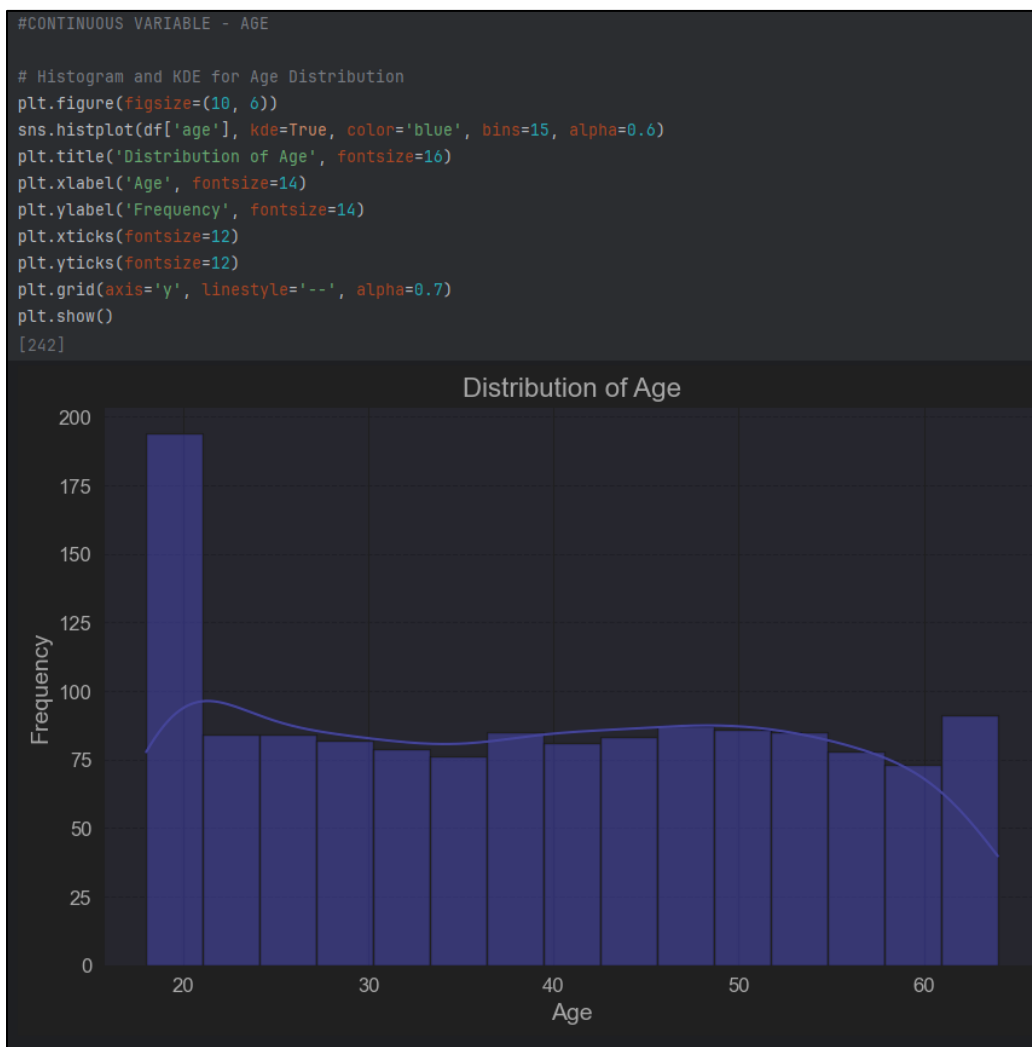 #CONTINUOUS VARIABLE - AGE
# Histogram and KDE for Age Distribution
plt.figure(figsize=(10, 6))
sns.histplot(df['age'], kde=True, color='blue', bins=15, alpha=0.6)
plt.title('Distribution of Age', fontsize=16)
plt.xlabel('Age', fontsize=14)
plt.ylabel('Frequency', fontsize=14)
plt.xticks(fontsize=12)
plt.yticks(fontsize=12)
plt.grid(axis='y', linestyle='--', alpha=0.7)
plt.show()
[242]
Distribution of Age
200
175
150
125
100
75
50
25
0
Frequency
20 30 40 50 60
Age